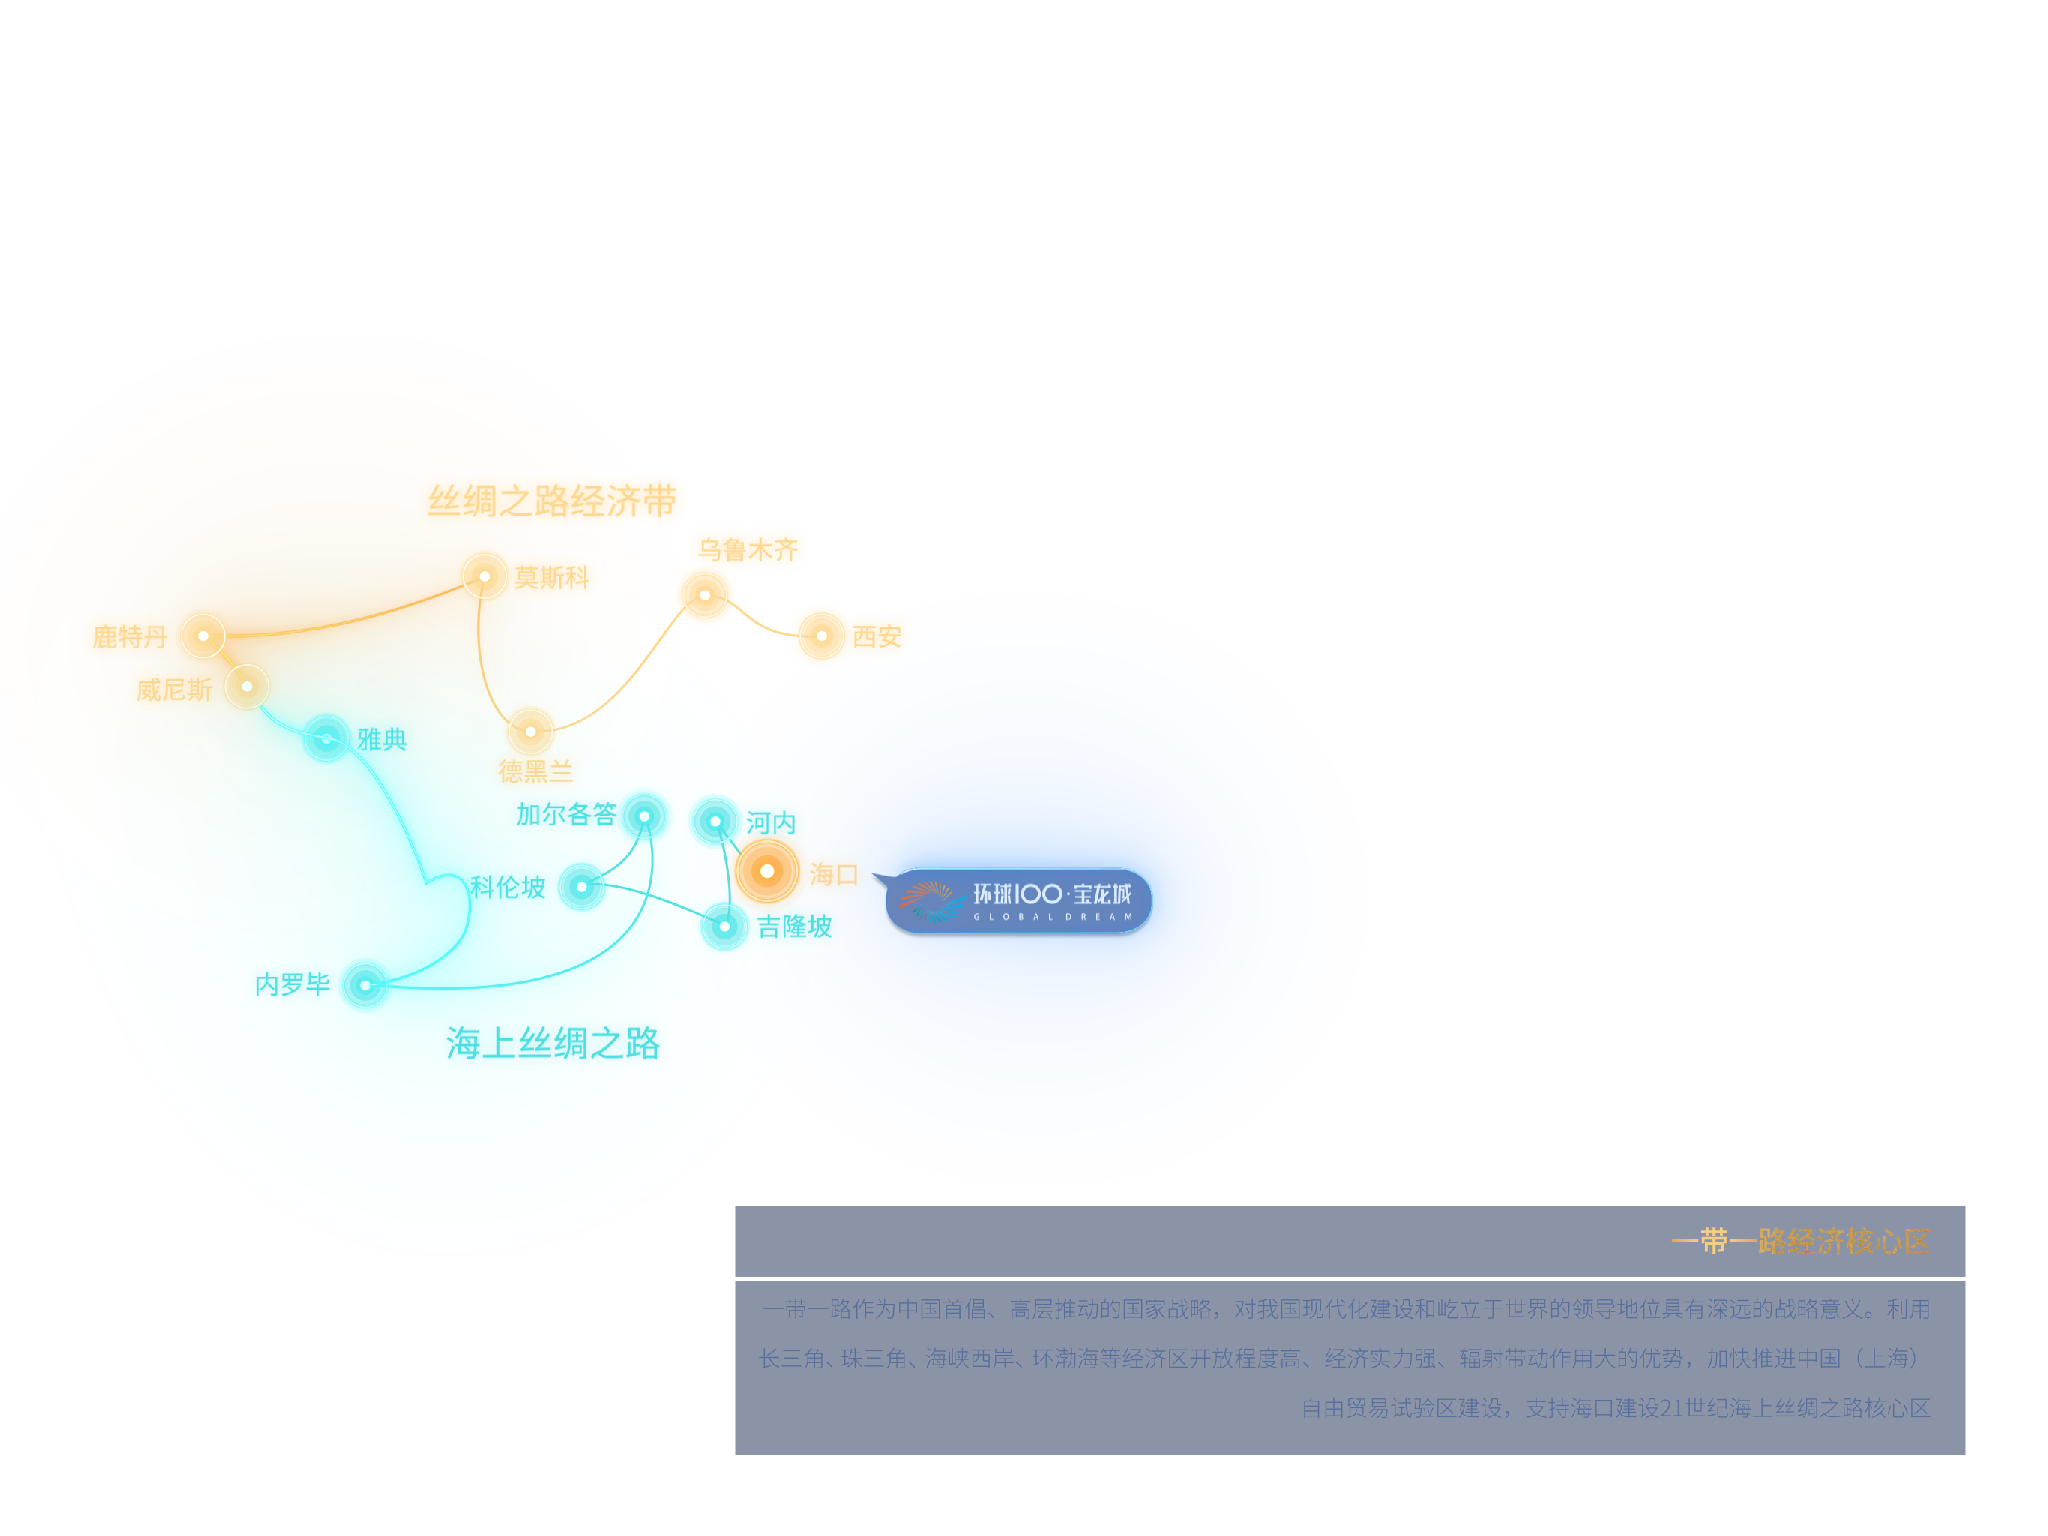 丝绸之路经济带
乌鲁木齐
莫斯科
鹿特丹
西安
威尼斯
雅典
德黑兰
加尔各答
河内
海口
科伦坡
环球100·宝龙城
GLOBAL DREAM
吉隆坡
内罗毕
海上丝绸之路
一带一路经济核心区
一带一路作为中国首倡、高层推动的国家战略，对我国现代化建设和屹立于世界的领导地位具有深远的战略意义。利用
长三角、珠三角、海峡西岸、环渤海等经济区开放程度高、经济实力强、辐射带动作用大的优势，加快推进中国（上海）
自由贸易试验区建设，支持海口建设21世纪海上丝绸之路核心区